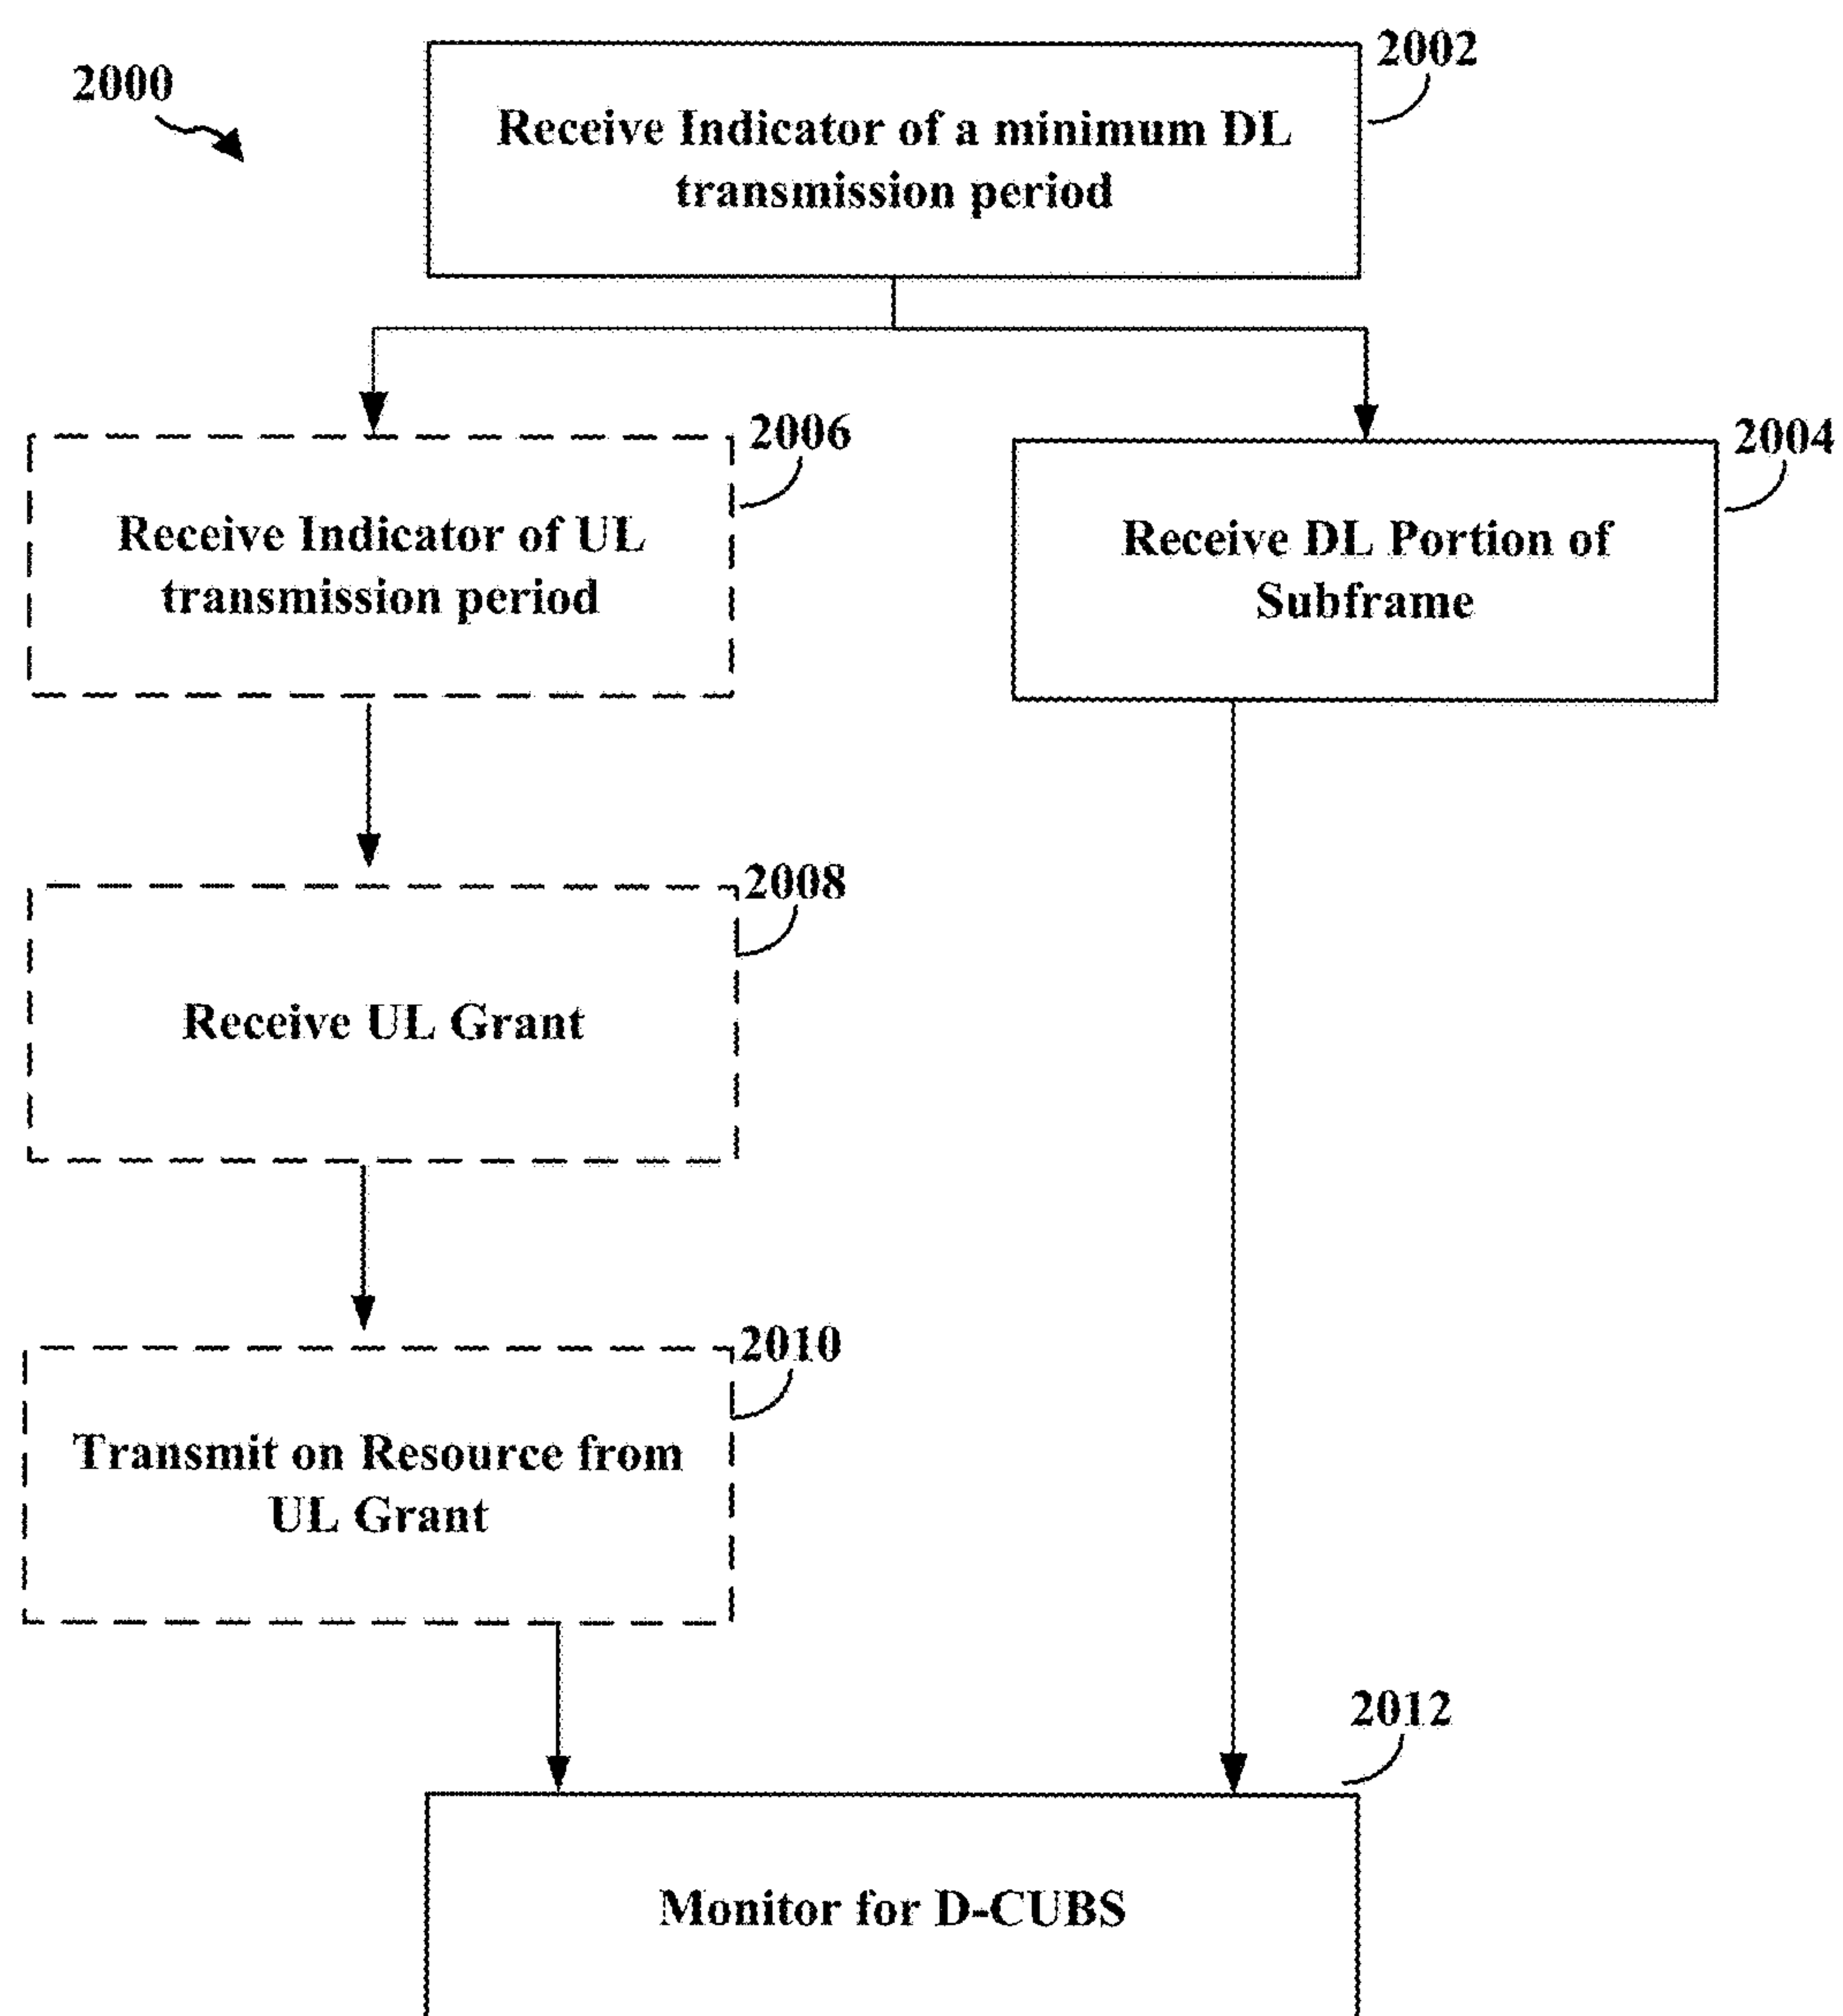 2000
2002
Receive Indicator of a minimum DL
transmission period
2006
Receive Indicator of UL
transmission period
2004
Receive DL Portion of
Subframe
2008
Receive UL Grant
2010
Transmit on Resource from
UL Grant
2012
Monitor for D-CUBS